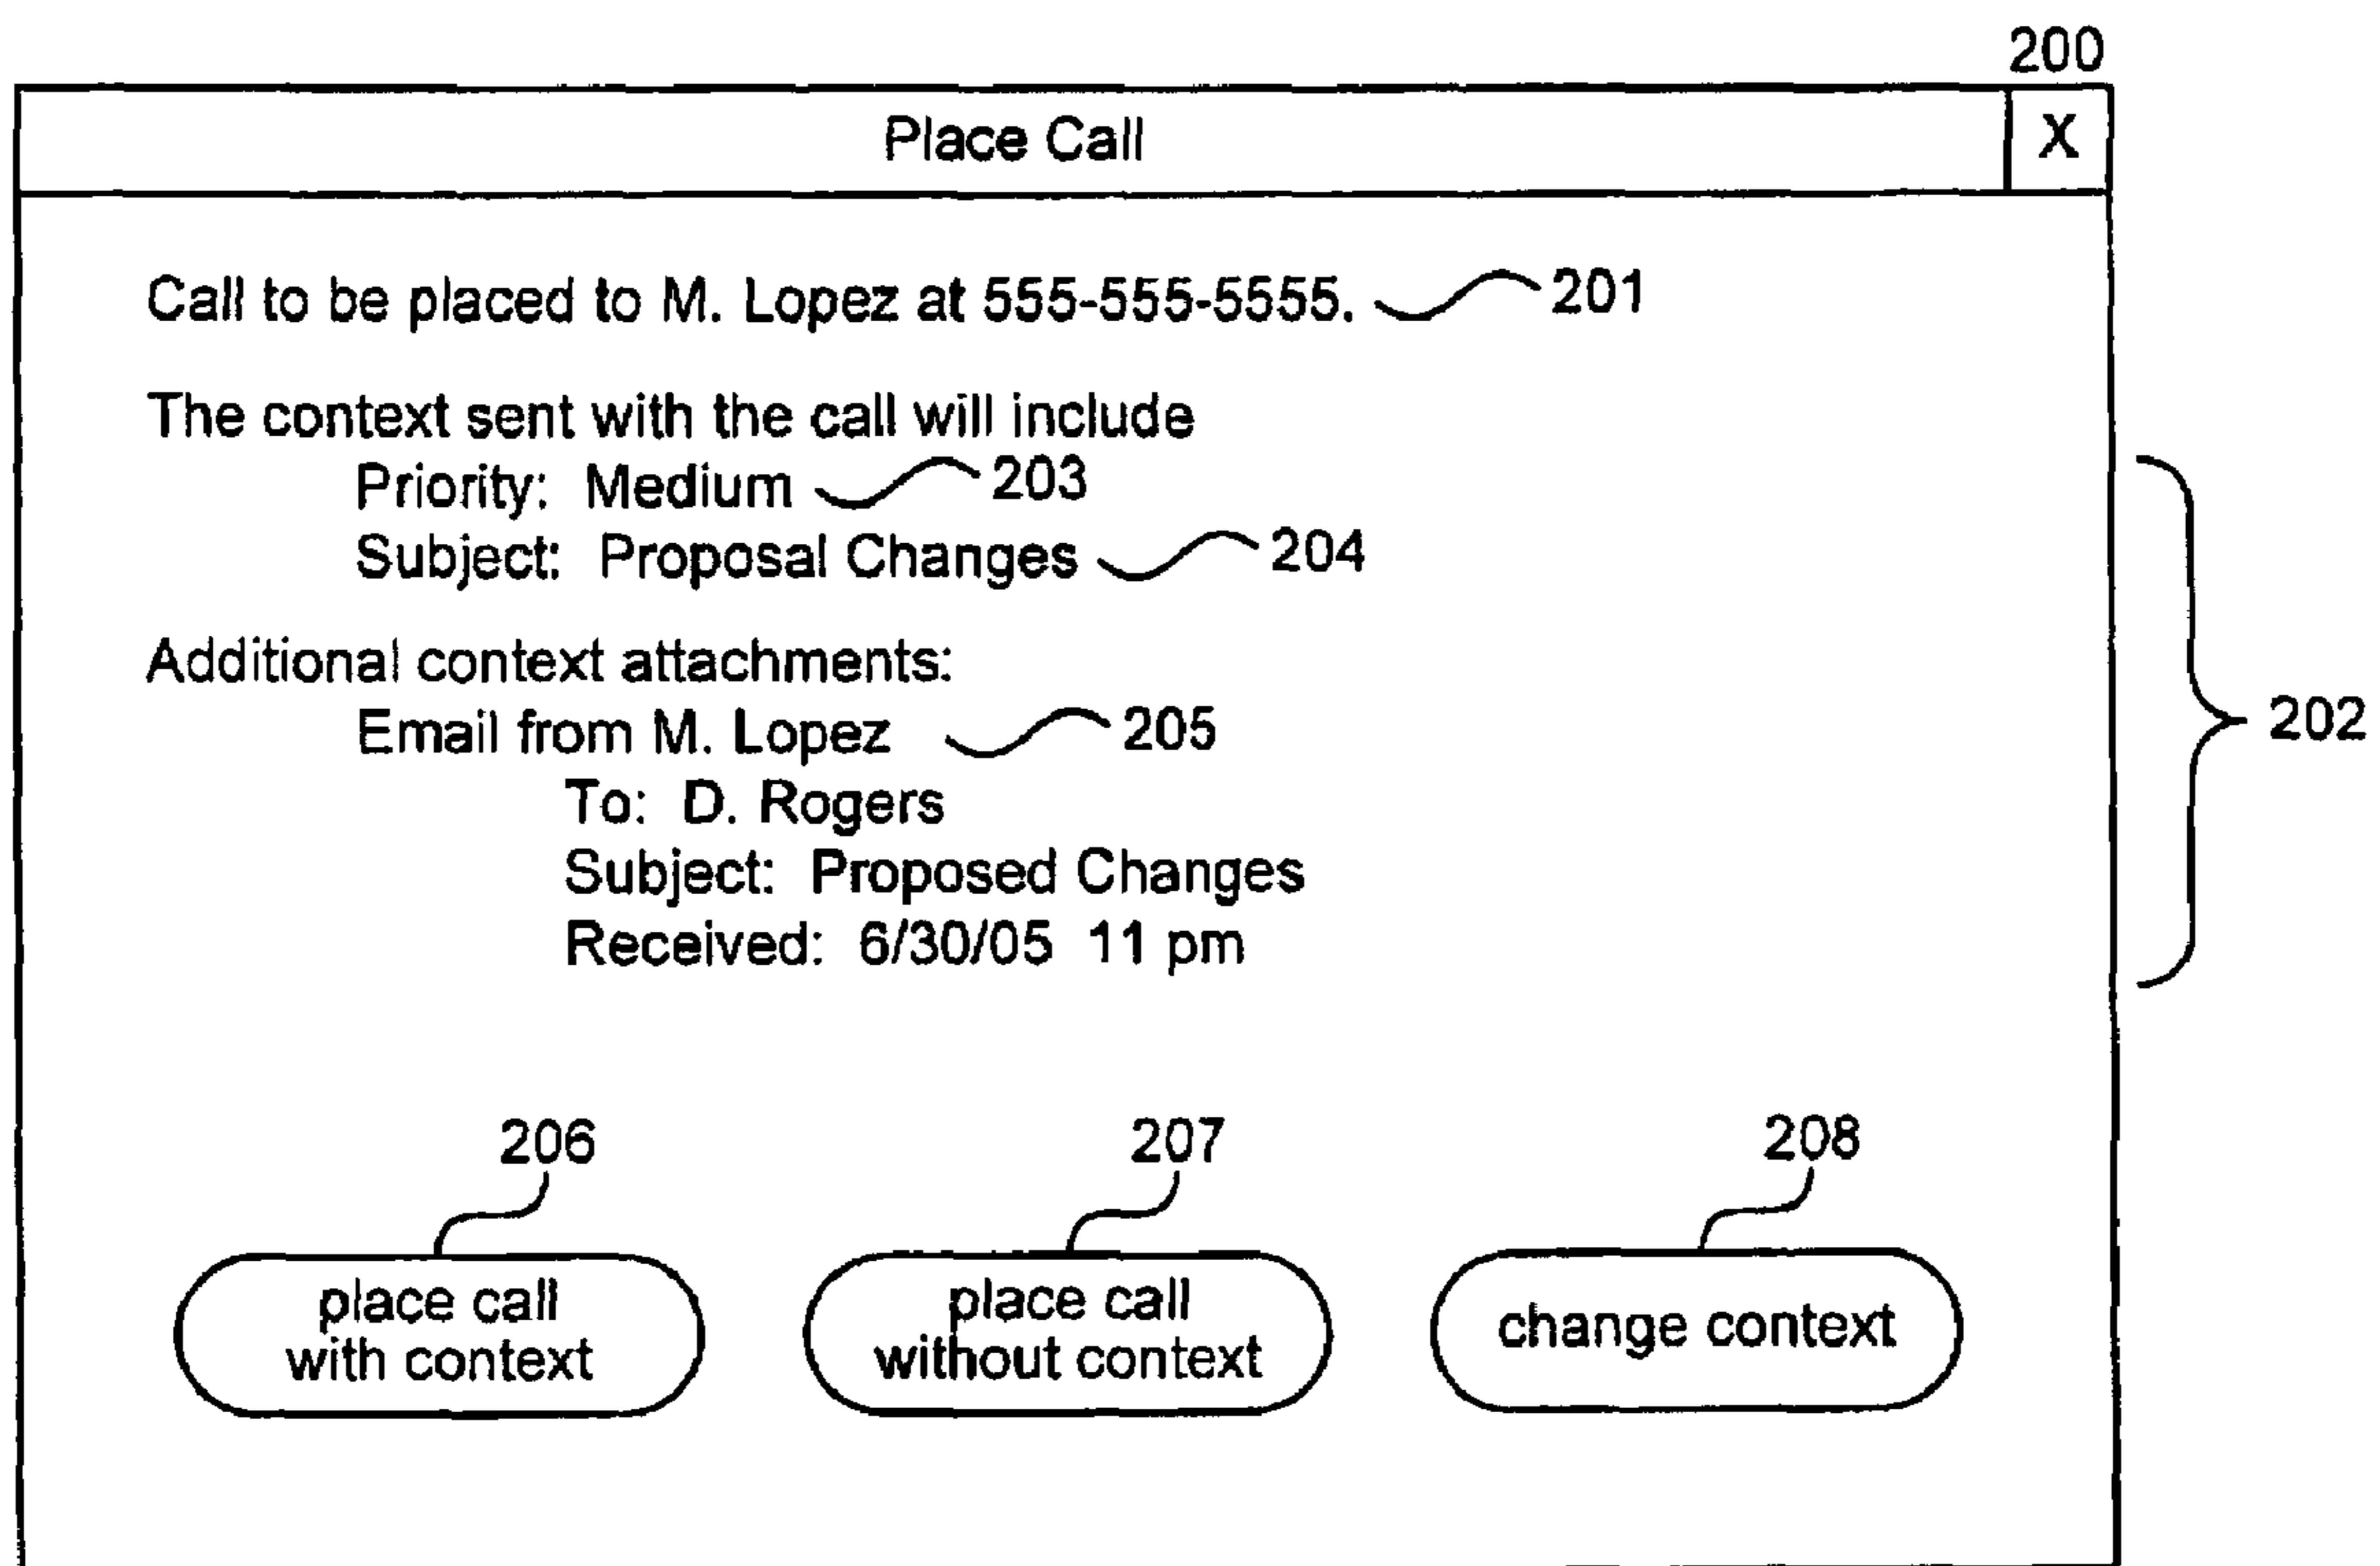 200
Place Call X
Call to be placed to M. Lopez at 555-555-5555. 201
The context sent with the call will include
Priority: Medium 203
Subject: Proposal Changes 204
Additional context attachments:
202
Email from M. Lopez 205
To: D. Rogers
Subject: Proposed Changes
Received: 6/30/05 11 pm
206 207 208
place call
with context
place call
without context
change context